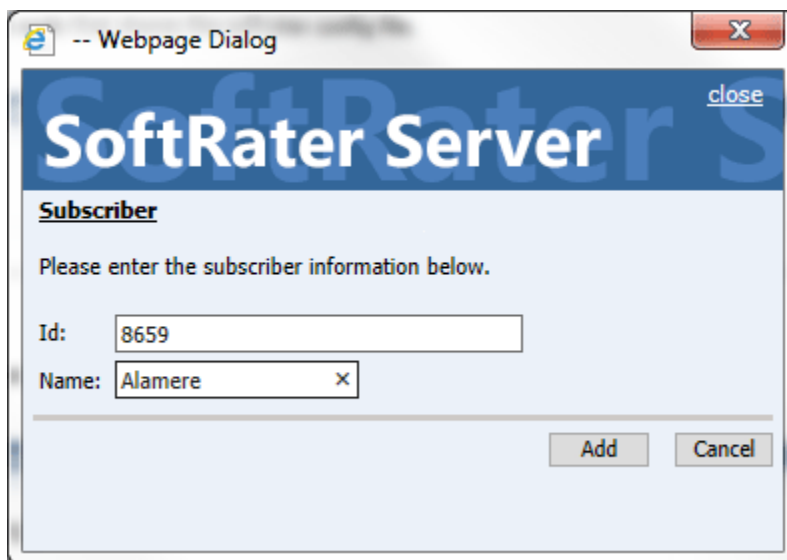 -- Webpage Dialog
close
SoftRater Server
Subscriber
Please enter the subscriber information below.
Id: 8659
Name: Alamere
Add Cancel